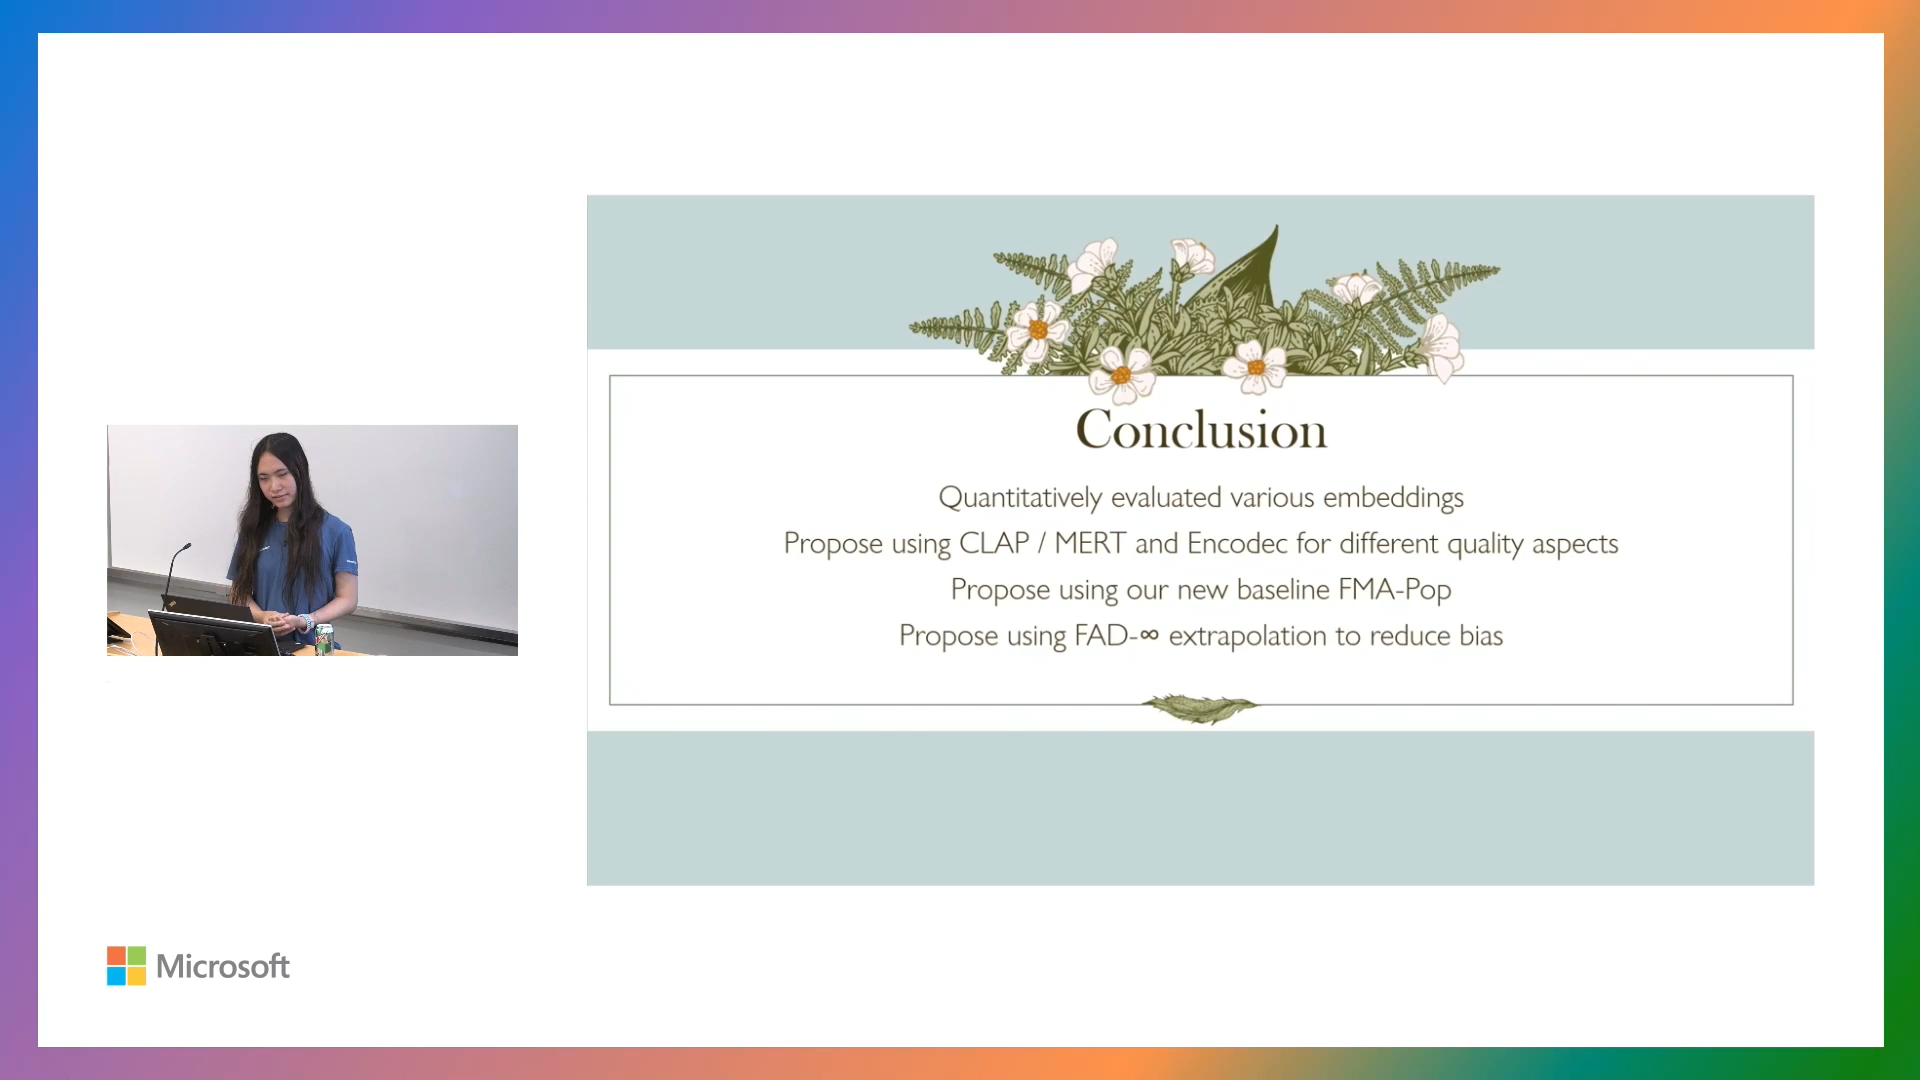 Conclusion
Quantitatively evaluated various embeddings
Propose using CLAP / MERT and Encodec for different quality aspects
Propose using our new baseline FMA-Pop
Propose using FAD-∞ extrapolation to reduce bias
Microsoft